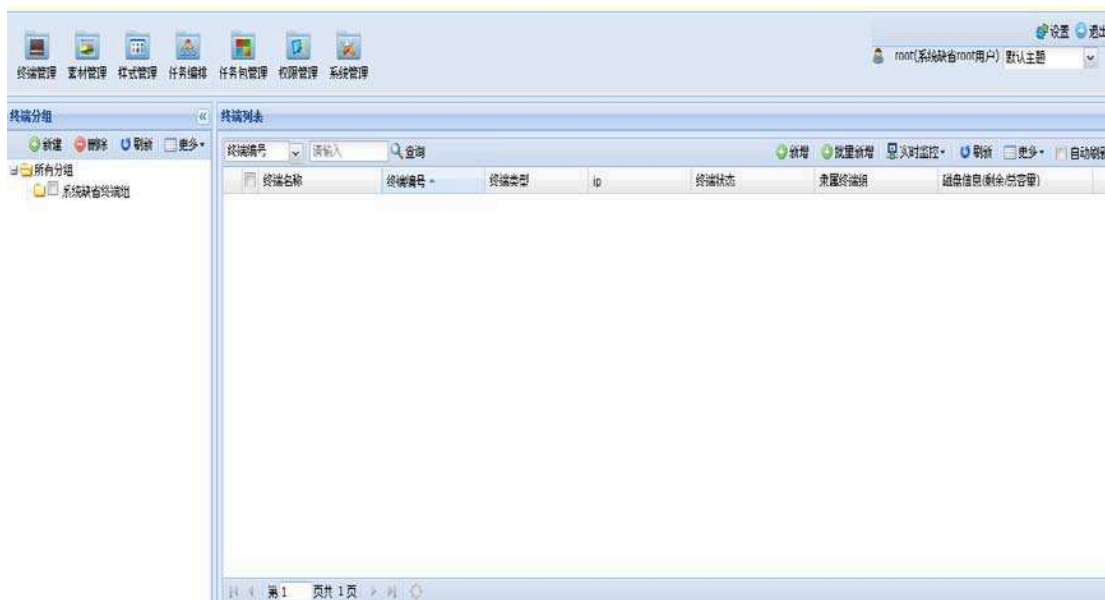 设置 退出
终端管理 素材管理 样式管理 任务编排 任务包管理 权限管理 系统管理
root(系统缺省root用户) 默认主题
终端分组
新建 删除 刷新 更多
所有分组
系统缺省终端组
终端列表
终端编号 请输入 查询 新增 批量新增 实时监控 刷新 更多 自动刷新
终端名称 终端编号 终端类型 ip 终端状态 隶属终端组 磁盘信息(剩余/总容量)
第 1 页共 1 页